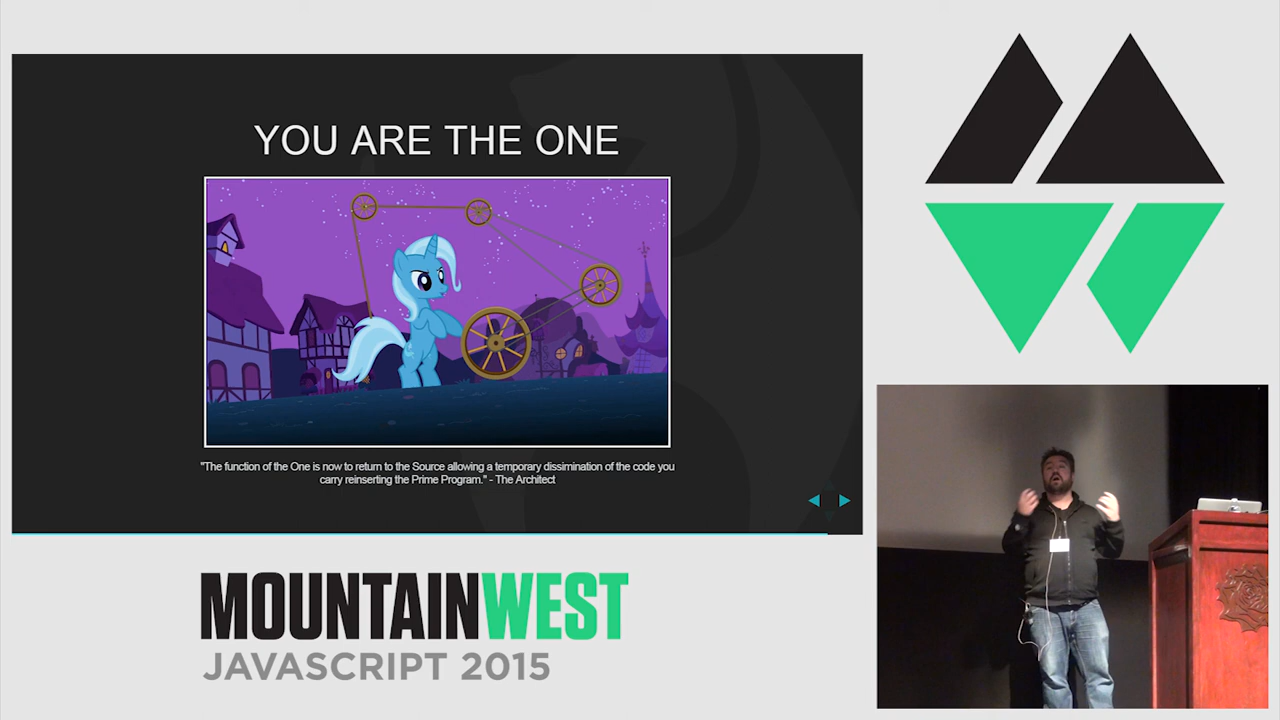 YOU ARE THE ONE
"The function of the One is now to return to the Source allowing a temporary dissimination of the code you
carry reinserting the Prime Program." - The Architect
MOUNTAINWEST
JAVASCRIPT 2015